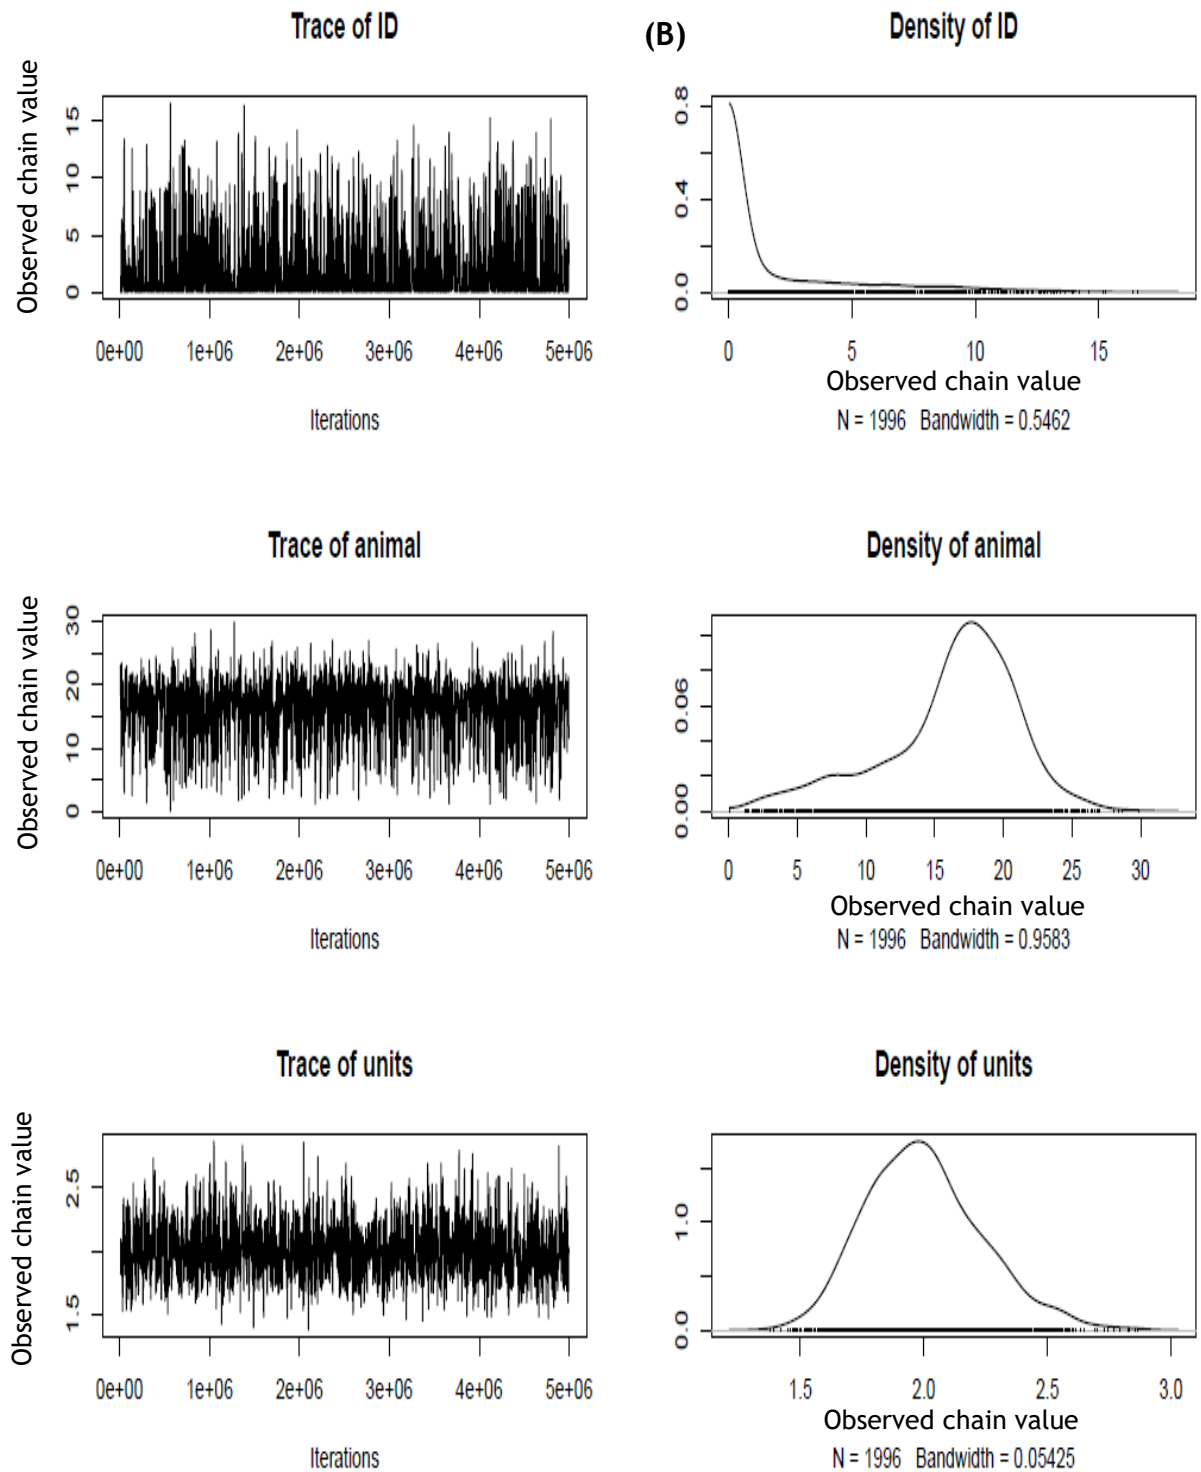 Trace of ID
(B)
Density of ID
Observed chain value
0
5
10
15
0e+00 1e+06 2e+06 3e+06 4e+06 5e+06
Iterations
0.0
0.4
0.8
0 5 10 15
Observed chain value
N = 1996 Bandwidth = 0.5462
Trace of animal
Density of animal
Observed chain value
0
10
20
30
0e+00 1e+06 2e+06 3e+06 4e+06 5e+06
Iterations
0.00
0.06
0 5 10 15 20 25 30
Observed chain value
N = 1996 Bandwidth = 0.9583
Trace of units
Density of units
Observed chain value
1.5
2.5
0e+00 1e+06 2e+06 3e+06 4e+06 5e+06
Iterations
0.0
1.0
1.5 2.0 2.5 3.0
Observed chain value
N = 1996 Bandwidth = 0.05425